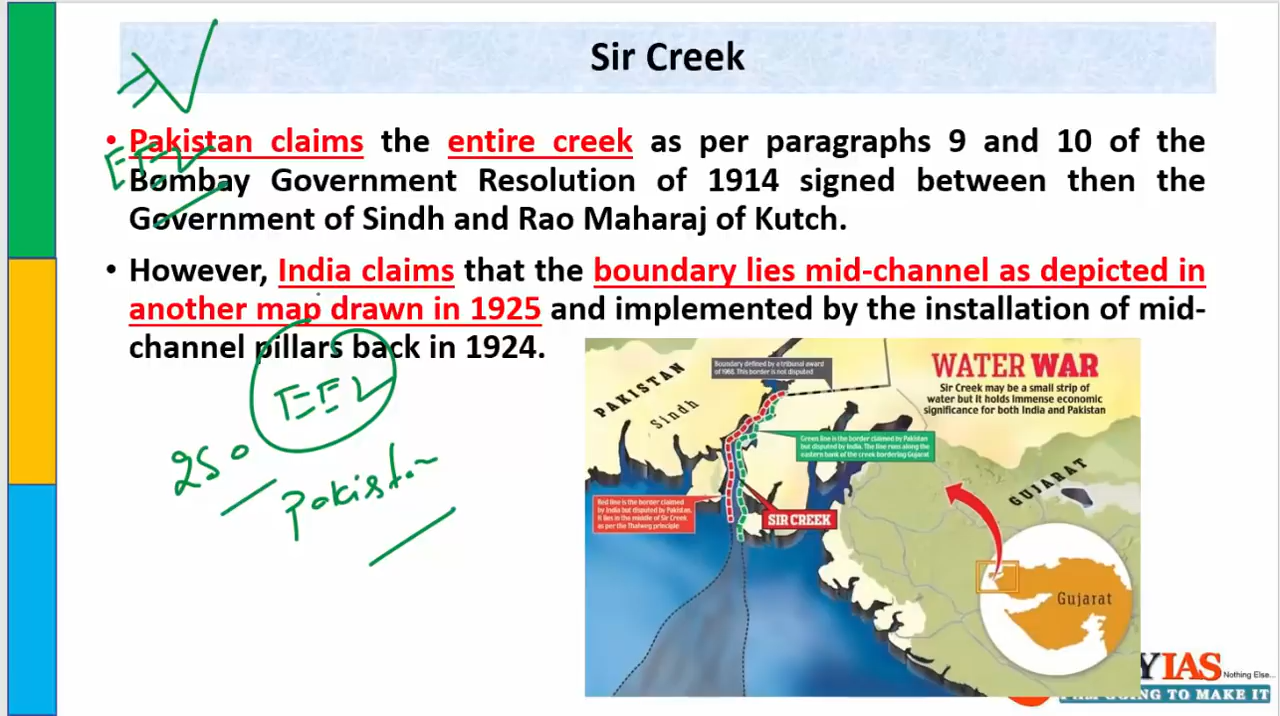 Sir Creek
• Pakistan claims the entire creek as per paragraphs 9 and 10 of the
Bombay Government Resolution of 1914 signed between then the
Government of Sindh and Rao Maharaj of Kutch.
• However, India claims that the boundary lies mid-channel as depicted in
another map drawn in 1925 and implemented by the installation of mid-
channel pillars back in 1924.
EEZ
EEZ
250
Pakistan
WATER WAR
Sir Creek may be a small strip of
water but it holds immense economic
significance for both India and Pakistan
Boundary defined by a tribunal award
of 1968. This border is not disputed
PAKISTAN
Sindh
Green line is the border claimed by Pakistan
but disputed by India. The line runs along the
eastern bank of the creek bordering Gujarat
GUJARAT
Red line is the border claimed
by India but disputed by Pakistan.
It lies in the middle of Sir Creek
as per the Thalweg principle
SIR CREEK
Gujarat
YIAS
Nothing Else...
GOING TO MAKE IT